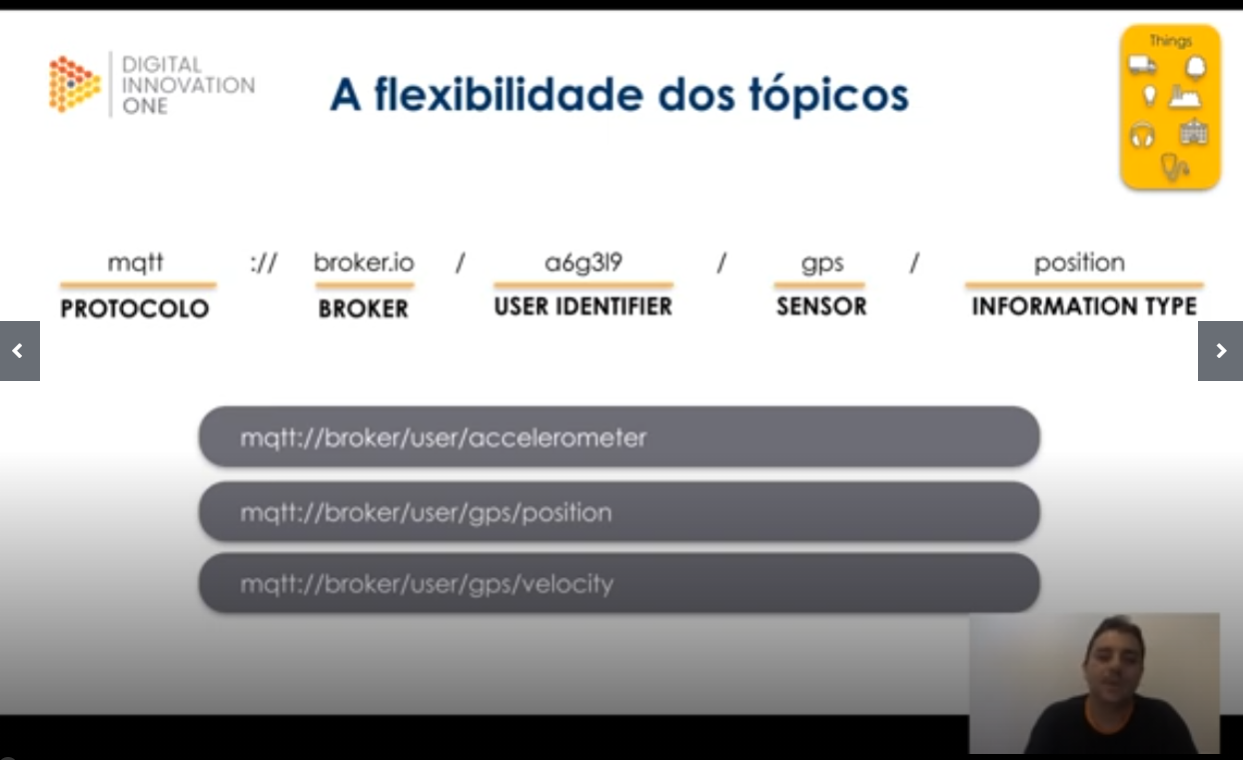 DIGITAL
INNOVATION
ONE
A flexibilidade dos tópicos
Things
mqtt :// broker.io / a6g3l9 / gps / position
PROTOCOLO BROKER USER IDENTIFIER SENSOR INFORMATION TYPE
mqtt://broker/user/accelerometer
mqtt://broker/user/gps/position
mqtt://broker/user/gps/velocity